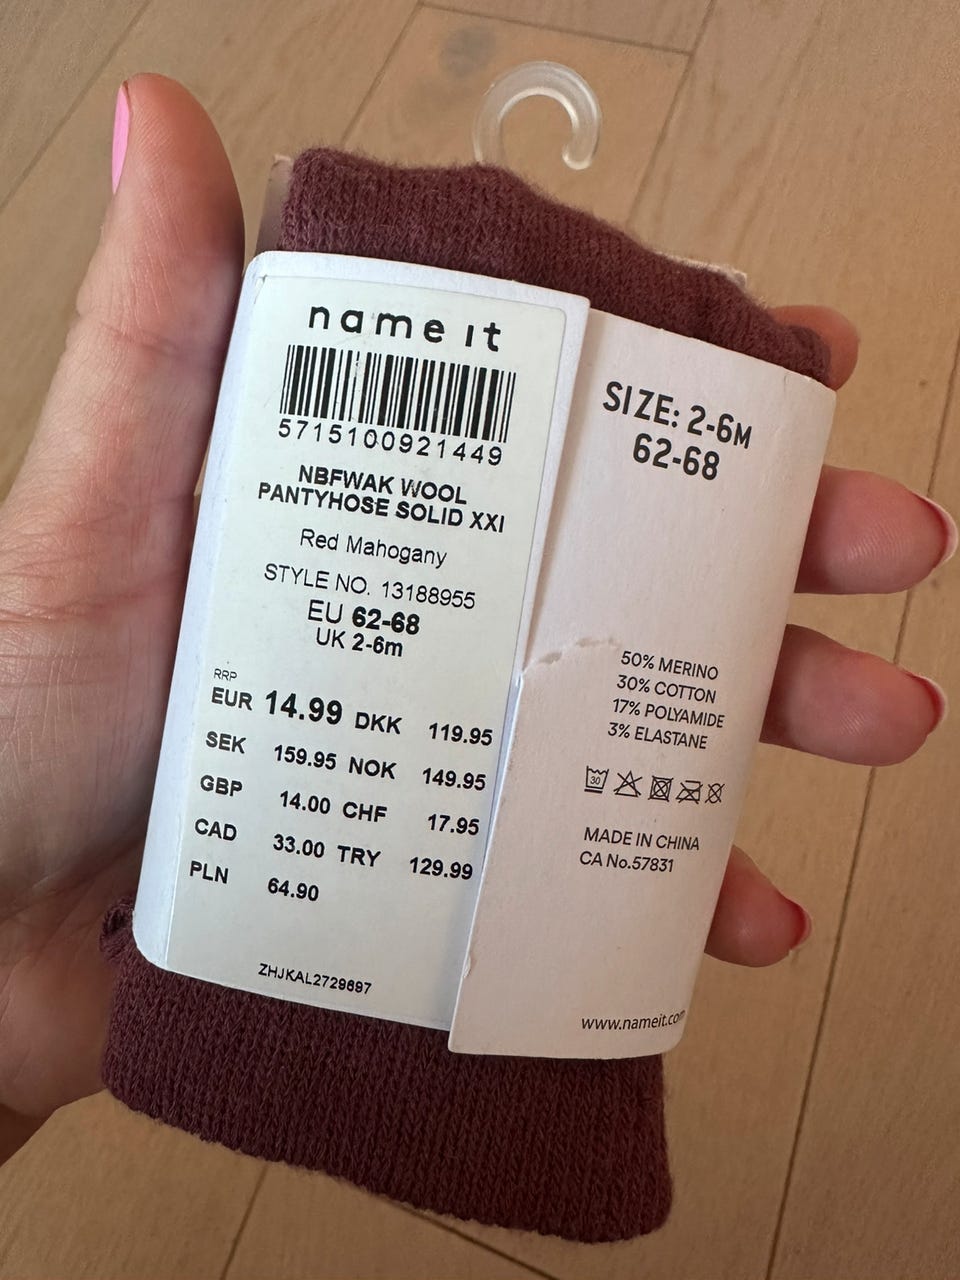 name it
5715100921449
NBFWAK WOOL
PANTYHOSE SOLID XXI
Red Mahogany
STYLE NO. 13188955
EU 62-68
UK 2-6m
RRP
EUR 14.99 DKK 119.95
SEK 159.95 NOK 149.95
GBP 14.00 CHF 17.95
CAD 33.00 TRY 129.99
PLN 64.90
ZHJKAL2729697
SIZE: 2-6M
62-68
50% MERINO
30% COTTON
17% POLYAMIDE
3% ELASTANE
30
MADE IN CHINA
CA No.57831
www.nameit.com